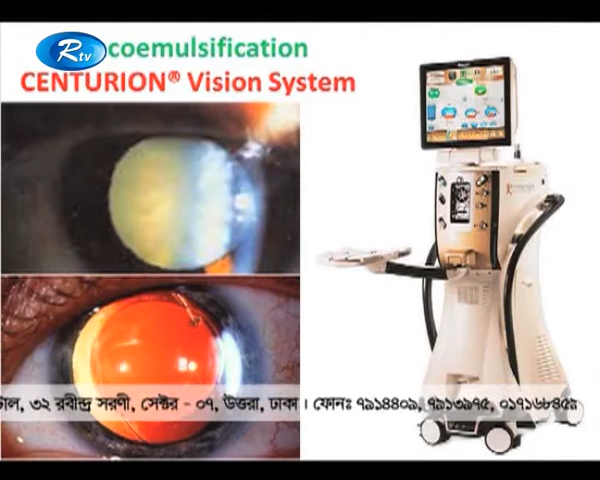 Rtv
coemulsification
CENTURION® Vision System
টাল, ৩২ রবীন্দ্র সরণী, সেক্টর - ০৭, উত্তরা, ঢাকা । ফোনঃ ৭৯১৪৪০৯, ৭৯১৩৯৭৫, ০১৭১৬৮৪৫৯